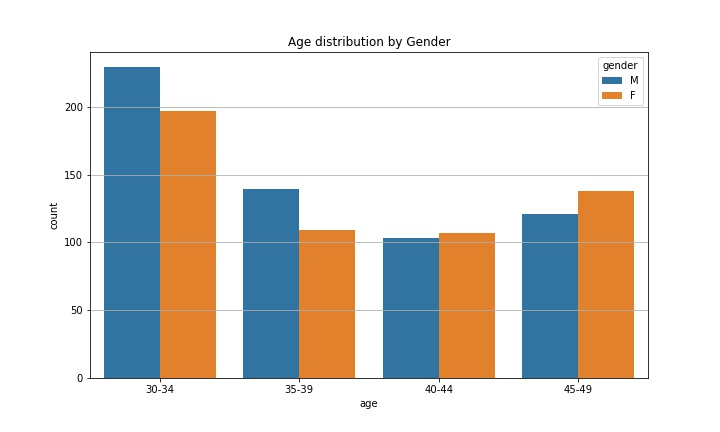 Age distribution by Gender
gender
M
F
200
150
100
50
0
count
30-34
35-39
40-44
45-49
age